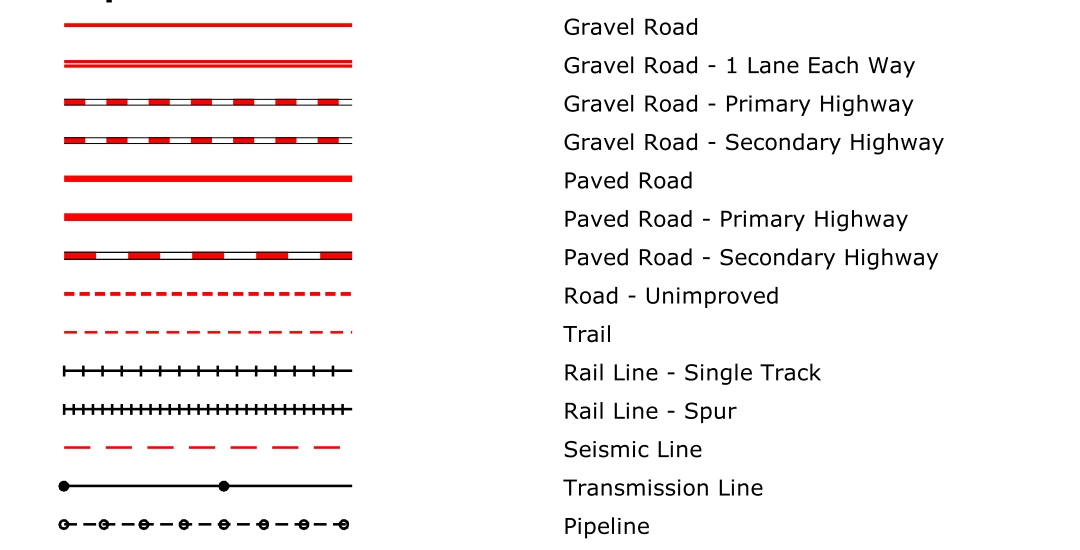 Gravel Road
Gravel Road - 1 Lane Each Way
Gravel Road - Primary Highway
Gravel Road - Secondary Highway
Paved Road
Paved Road - Primary Highway
Paved Road - Secondary Highway
Road - Unimproved
Trail
Rail Line - Single Track
Rail Line - Spur
Seismic Line
Transmission Line
Pipeline